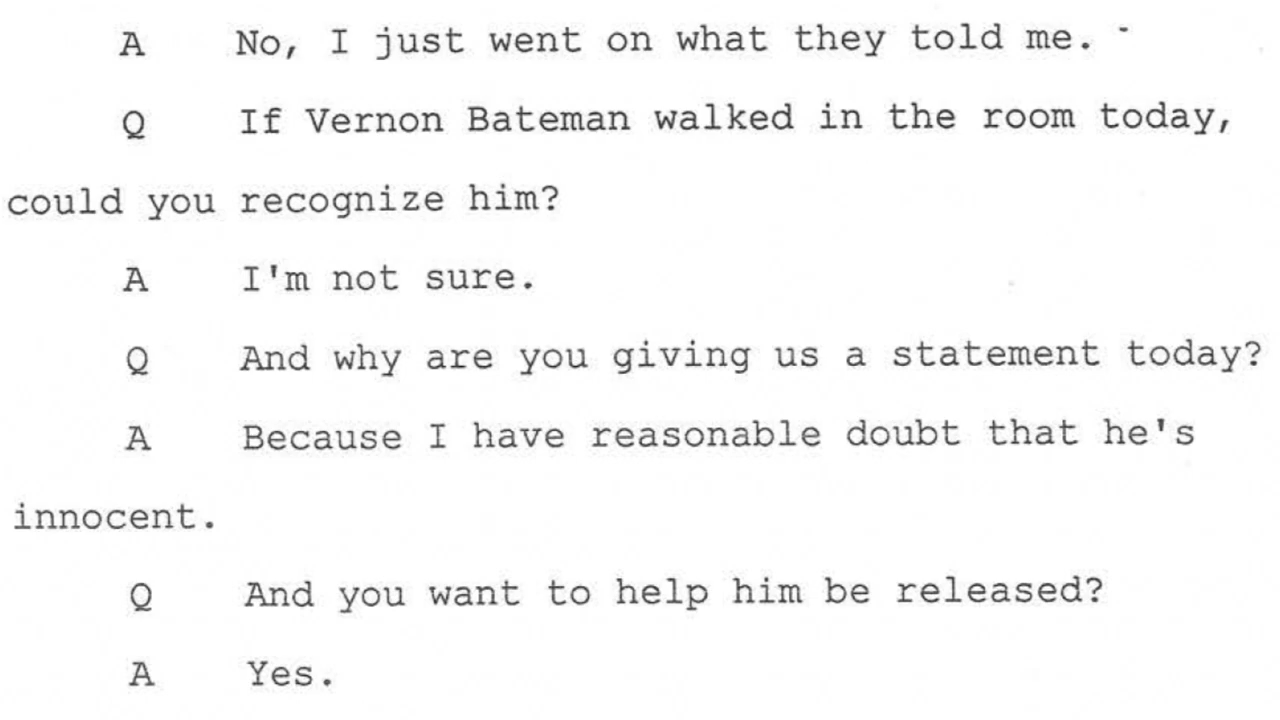 A No, I just went on what they told me.
Q If Vernon Bateman walked in the room today,
could you recognize him?
A I'm not sure.
Q And why are you giving us a statement today?
A Because I have reasonable doubt that he's
innocent.
Q And you want to help him be released?
A Yes.